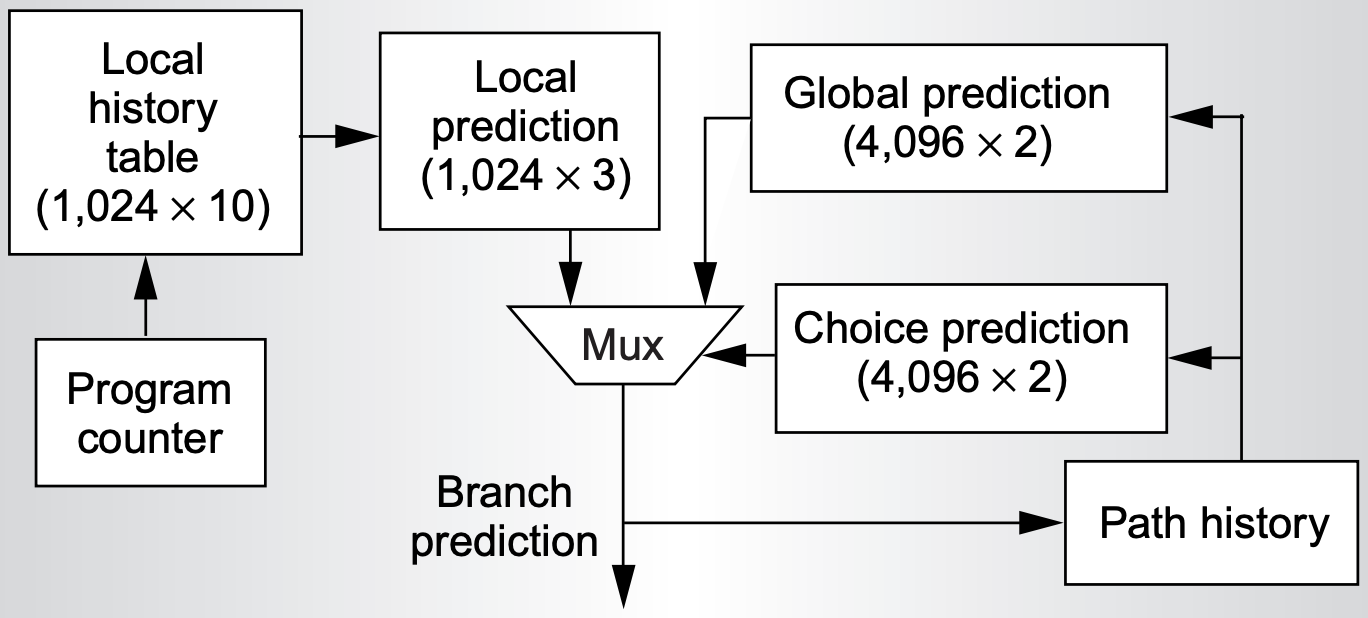 Local
history
table
(1,024 × 10)
Local
prediction
(1,024 × 3)
Global prediction
(4,096 × 2)
Mux
Choice prediction
(4,096 × 2)
Program
counter
Branch
prediction
Path history